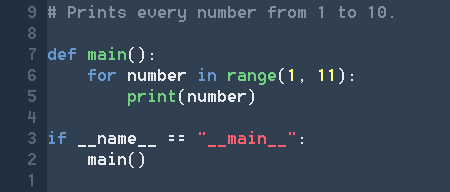 9 # Prints every number from 1 to 10.
8
7 def main():
6     for number in range(1, 11):
5         print(number)
4
3 if __name__ == "__main__":
2     main()
1